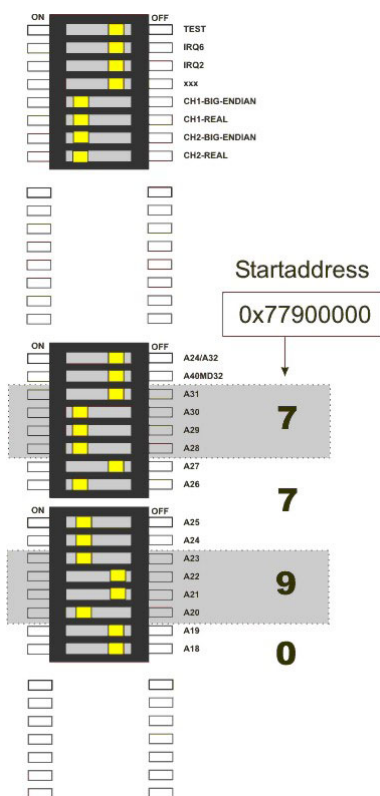 ON OFF
TEST
IRQ6
IRQ2
xxx
CH1-BIG-ENDIAN
CH1-REAL
CH2-BIG-ENDIAN
CH2-REAL
Startaddress
0x77900000
ON OFF
A24/A32
A40MD32
A31
A30
7
A29
A28
A27
7
A26
ON OFF
A25
A24
A23
A22
9
A21
A20
A19
0
A18